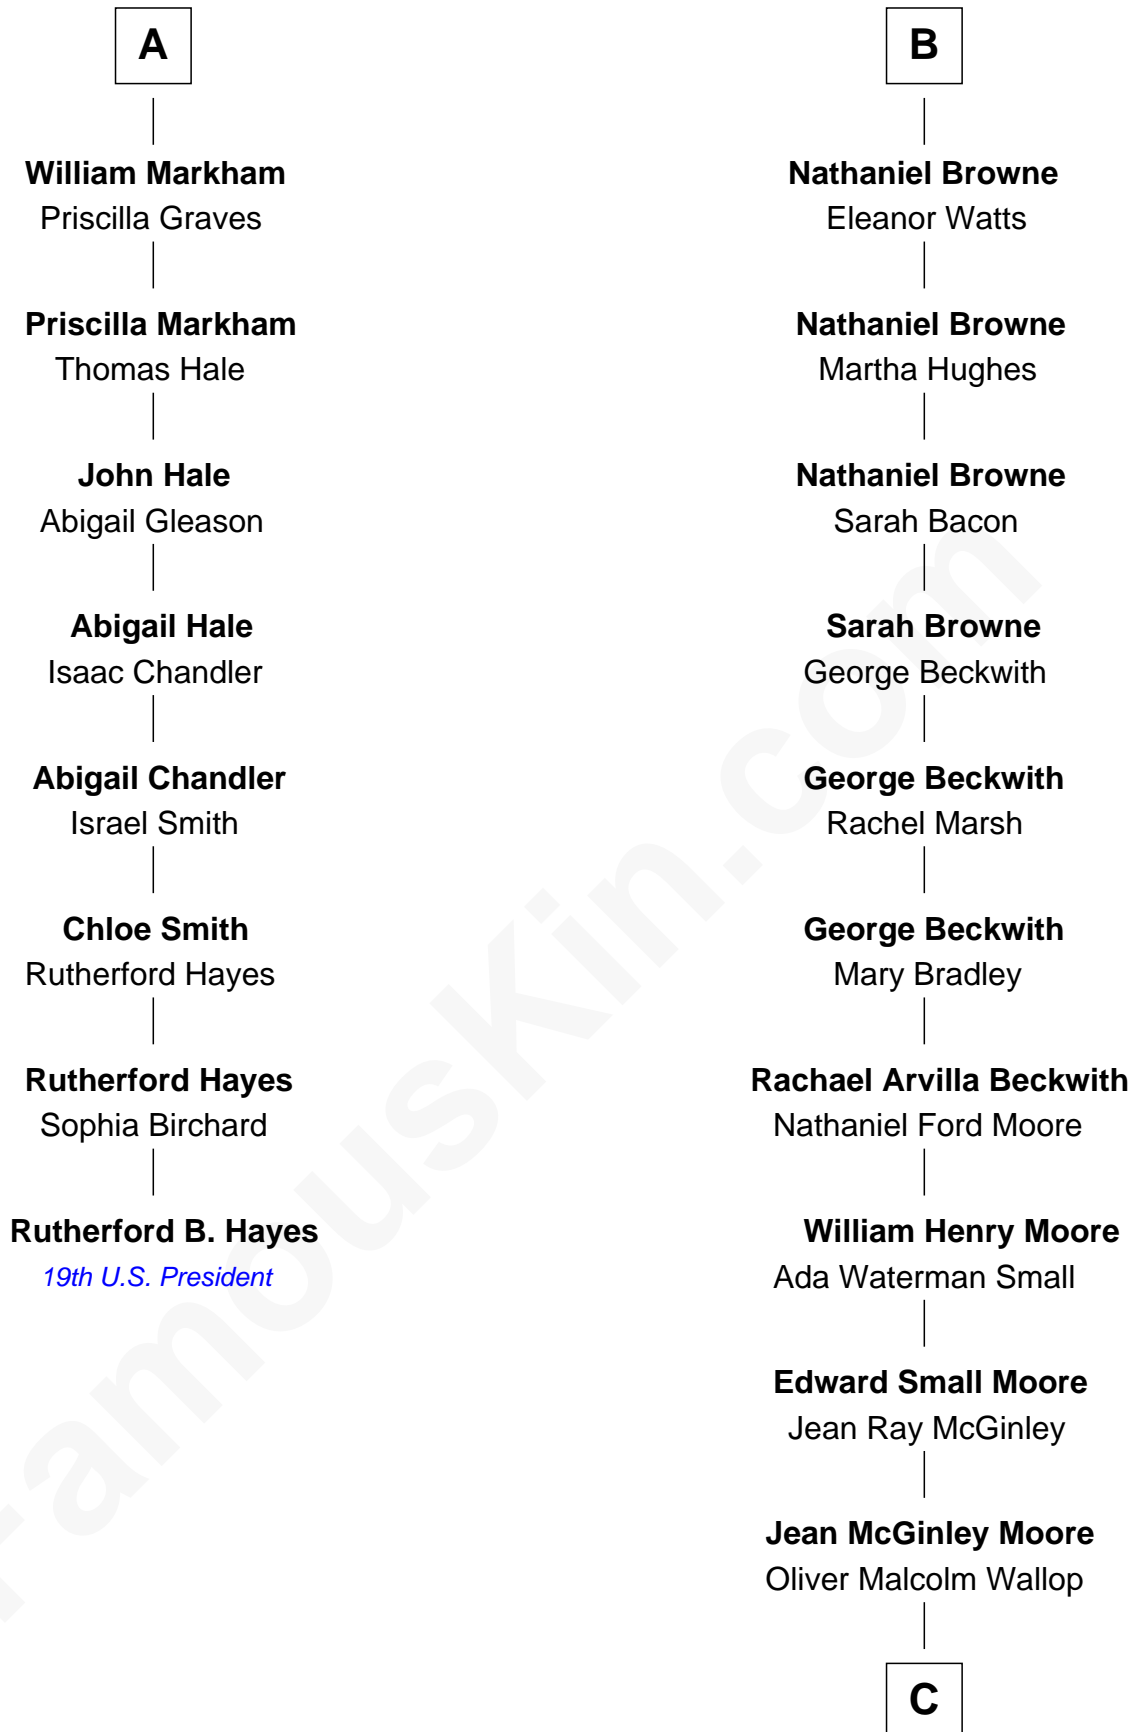 A
William Markham
Priscilla Graves
Priscilla Markham
Thomas Hale
John Hale
Abigail Gleason
Abigail Hale
Isaac Chandler
Abigail Chandler
Israel Smith
Chloe Smith
Rutherford Hayes
Rutherford Hayes
Sophia Birchard
Rutherford B. Hayes
19th U.S. President
B
Nathaniel Browne
Eleanor Watts
Nathaniel Browne
Martha Hughes
Nathaniel Browne
Sarah Bacon
Sarah Browne
George Beckwith
George Beckwith
Rachel Marsh
George Beckwith
Mary Bradley
Rachael Arvilla Beckwith
Nathaniel Ford Moore
William Henry Moore
Ada Waterman Small
Edward Small Moore
Jean Ray McGinley
Jean McGinley Moore
Oliver Malcolm Wallop
C
FamousKin.com